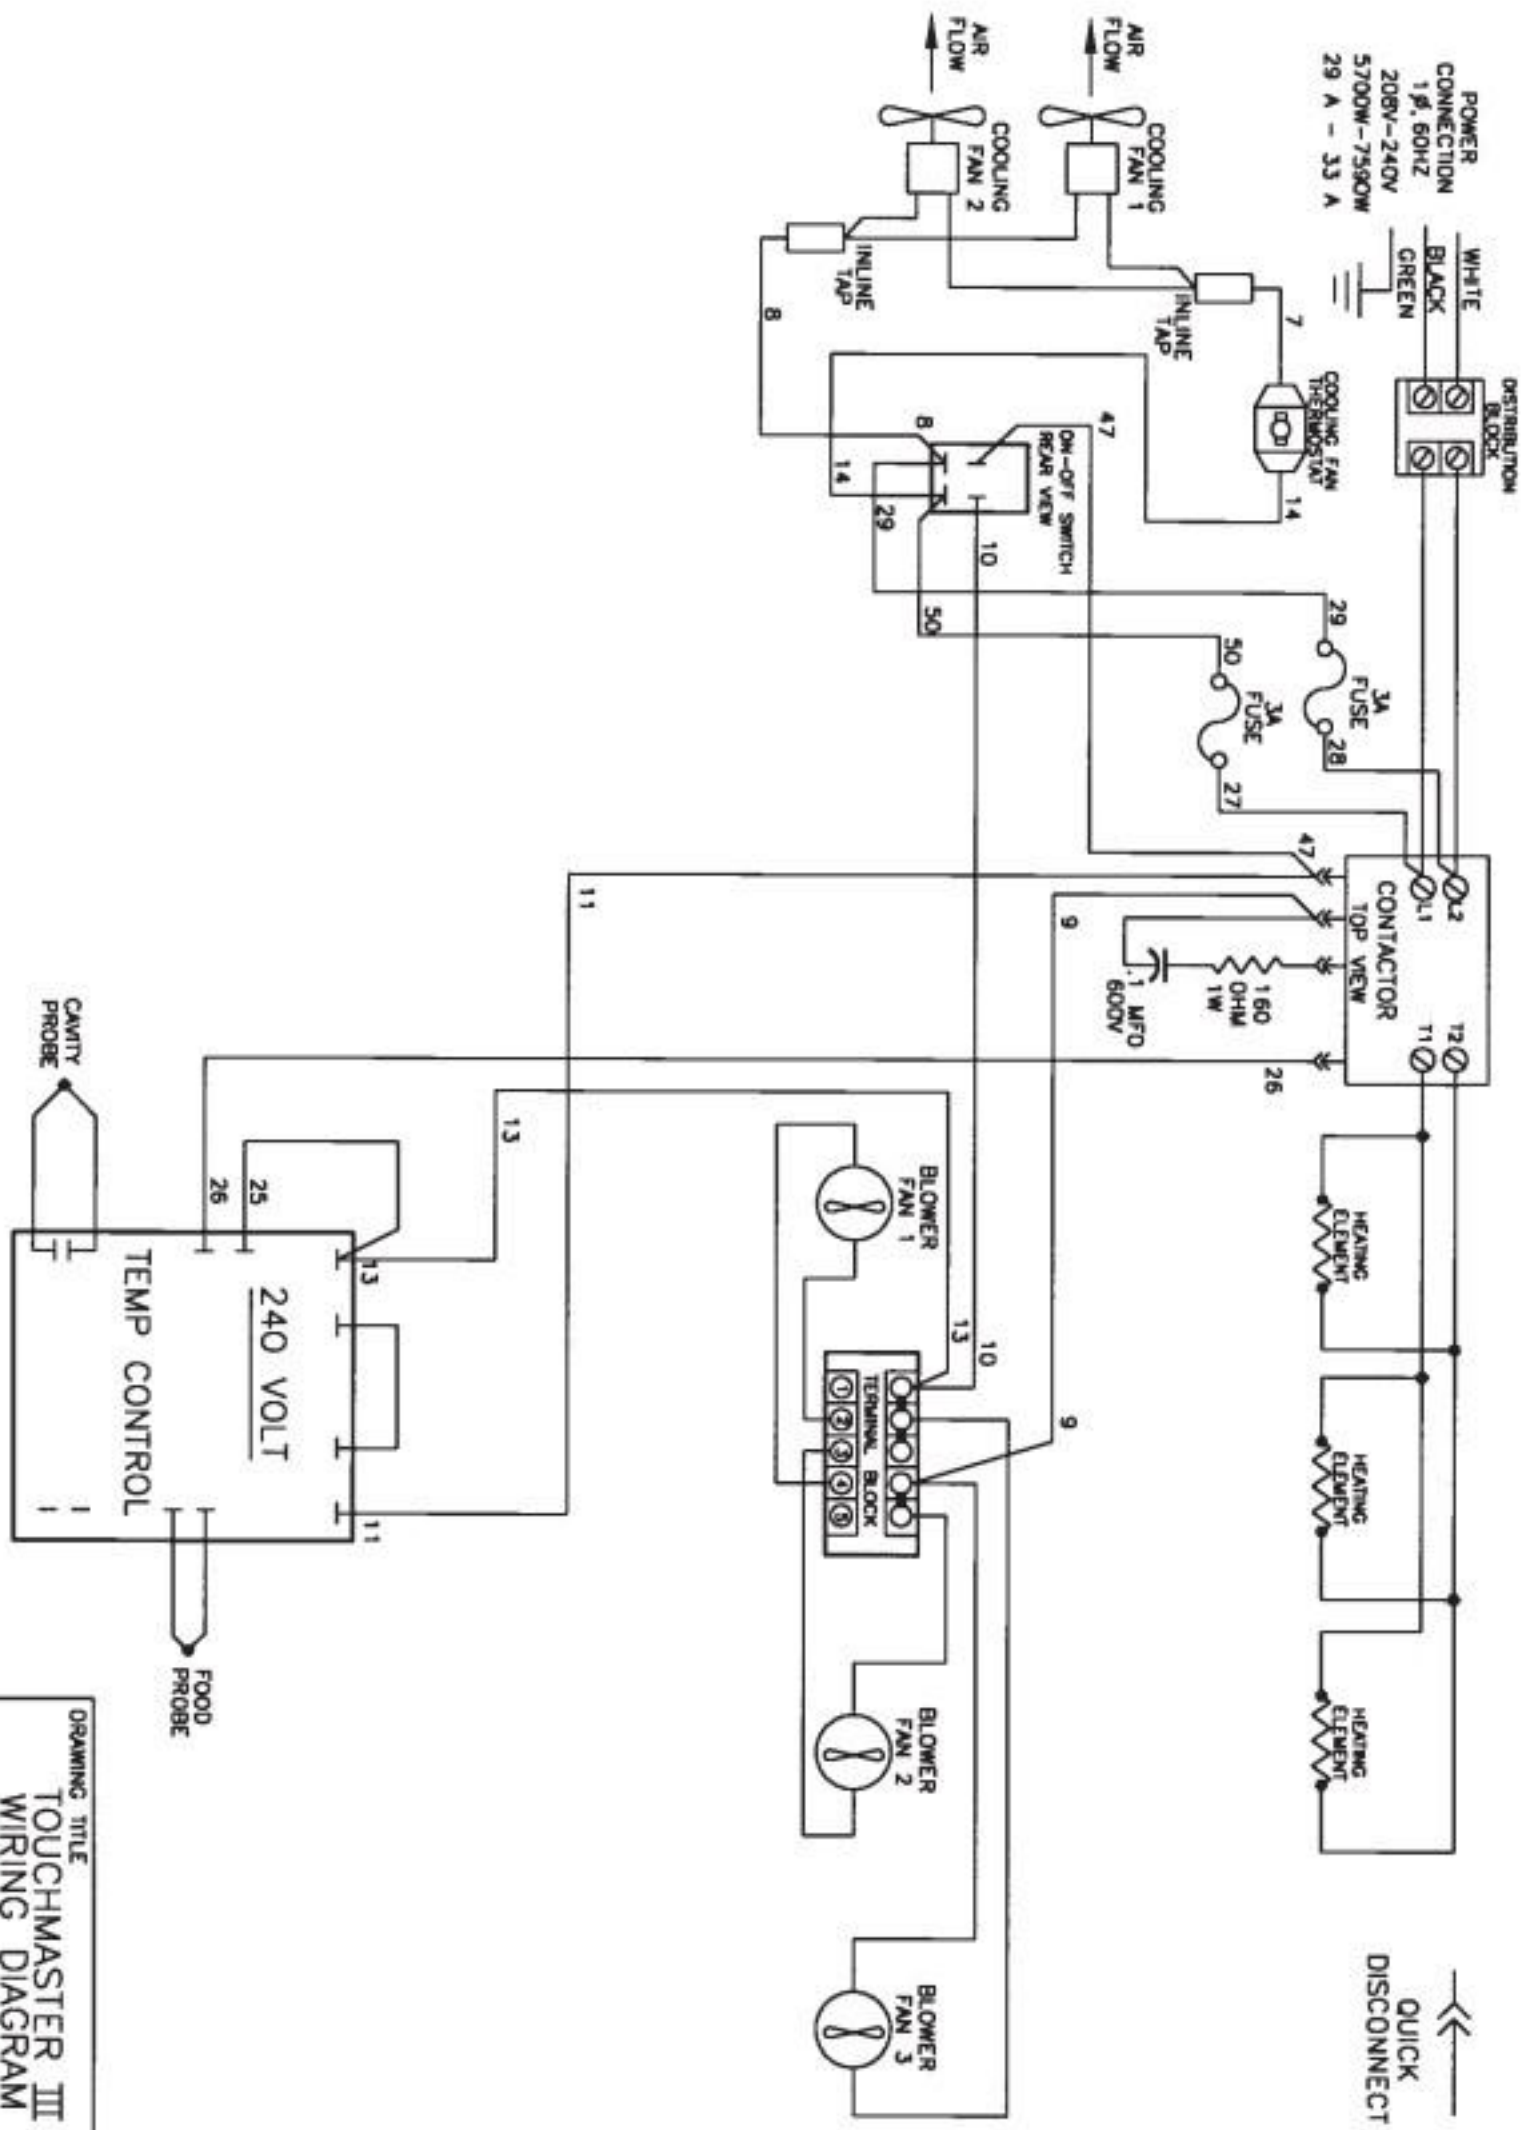 POWER
CONNECTION
1ø, 60HZ
208V-240V
5700W-7590W
29 A - 33 A
WHITE
BLACK
GREEN
DISTRIBUTION
BLOCK
AIR
FLOW
AIR
FLOW
COOLING
FAN 1
COOLING
FAN 2
INLINE
TAP
INLINE
TAP
7
COOLING FAN
THERMOSTAT
14
8
8
14
29
47
ON-OFF SWITCH
REAR VIEW
10
50
29
3A
FUSE
28
50
3A
FUSE
27
47
L2
L1
CONTACTOR
TOP VIEW
T2
T1
11
9
160
OHM
1W
.1 MFD
600V
26
HEATING
ELEMENT
HEATING
ELEMENT
HEATING
ELEMENT
QUICK
DISCONNECT
BLOWER
FAN 1
13
13
10
9
TERMINAL BLOCK
1
2
3
4
5
BLOWER
FAN 2
BLOWER
FAN 3
CAVITY
PROBE
26
25
13
240 VOLT
TEMP CONTROL
11
FOOD
PROBE
DRAWING TITLE
TOUCHMASTER III
WIRING DIAGRAM